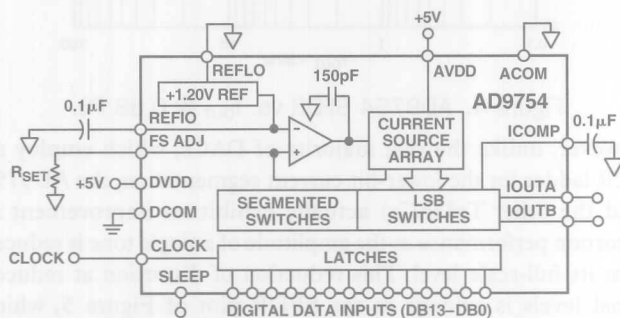 +5V
REFLO
150pF
AVDD
ACOM
+1.20V REF
AD9754
0.1µF
REFIO
CURRENT
SOURCE
ARRAY
ICOMP
0.1µF
FS ADJ
RSET
+5V
DVDD
DCOM
SEGMENTED
SWITCHES
LSB
SWITCHES
IOUTA
IOUTB
CLOCK
CLOCK
LATCHES
SLEEP
DIGITAL DATA INPUTS (DB13–DB0)